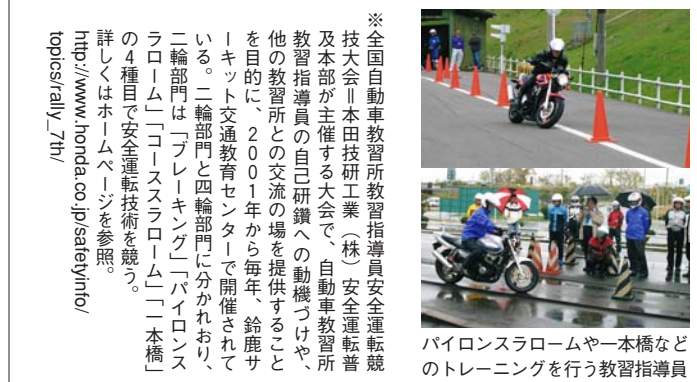 ※全国自動車教習所教習指導員安全運転競
技大会＝本田技研工業（株）安全運転普
及本部が主催する大会で、自動車教習所
教習指導員の自己研鑽への動機づけや、
他の教習所との交流の場を提供すること
を目的に、2001年から毎年、鈴鹿サ
ーキット交通教育センターで開催されて
いる。二輪部門と四輪部門に分かれおり、
二輪部門は「ブレーキング」「パイロンス
ラローム」「コーススラローム」「一本橋」
の4種目で安全運転技術を競う。
詳しくはホームページを参照。
http://www.honda.co.jp/safetyinfo/
topics/rally_7th/
パイロンスラロームや一本橋など
のトレーニングを行う教習指導員